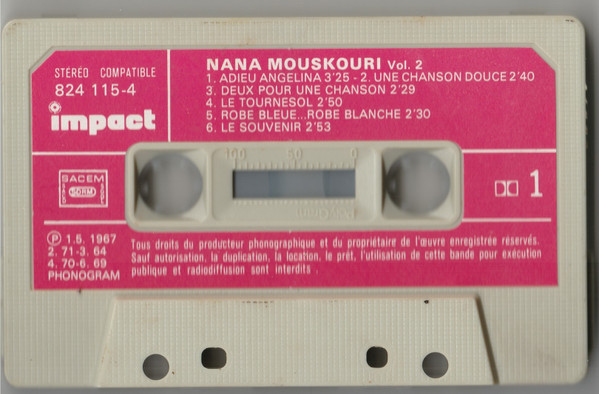 STÉRÉO COMPATIBLE
824 115-4
impact
NANA MOUSKOURI Vol. 2
1. ADIEU ANGELINA 3'25 - 2. UNE CHANSON DOUCE 2'40
3. DEUX POUR UNE CHANSON 2'29
4. LE TOURNESOL 2'50
5. ROBE BLEUE...ROBE BLANCHE 2'30
6. LE SOUVENIR 2'53
100 50 0
SACEM
SDRM
1
Ⓟ 1.5. 1967
2. 71-3. 64
4. 70-6. 69
PHONOGRAM
Tous droits du producteur phonographique et du propriétaire de l'œuvre enregistrée réservés.
Sauf autorisation, la duplication, la location, le prêt, l'utilisation de cette bande pour exécution
publique et radiodiffusion sont interdits .